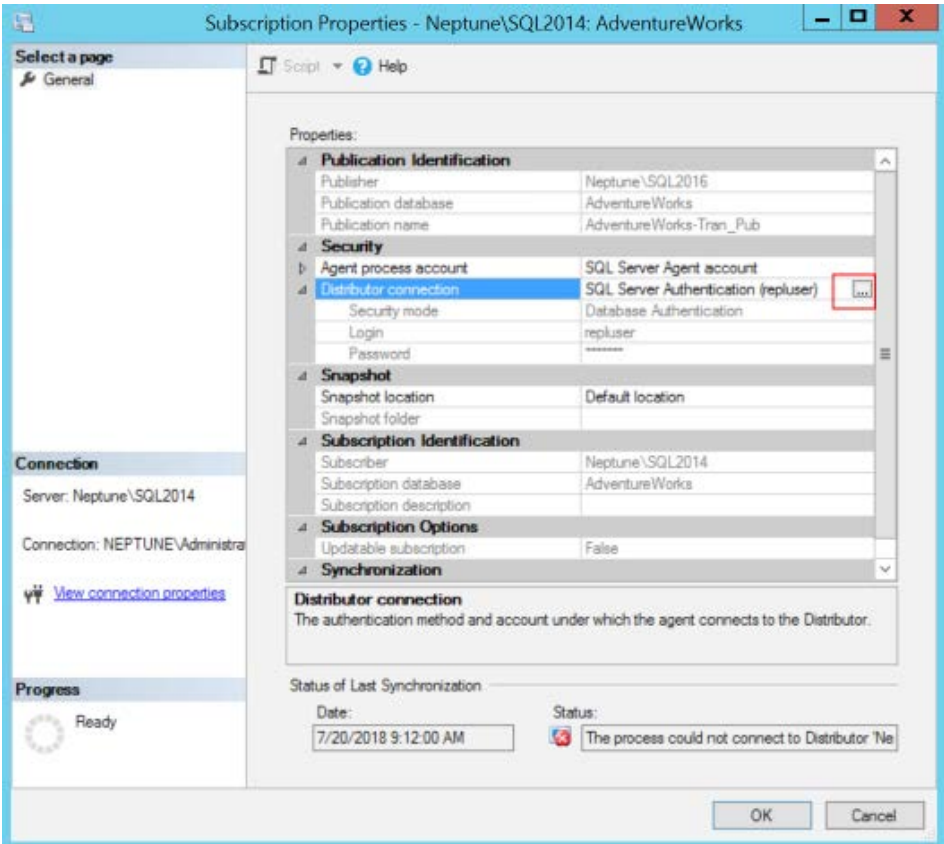 Subscription Properties - Neptune\SQL2014: AdventureWorks
Select a page
General
Script
Help
Properties:
Publication Identification
Publisher Neptune\SQL2016
Publication database AdventureWorks
Publication name AdventureWorks-Tran_Pub
Security
Agent process account SQL Server Agent account
Distributor connection SQL Server Authentication (repluser) ...
Security mode Database Authentication
Login repluser
Password *******
Snapshot
Snapshot location Default location
Snapshot folder
Subscription Identification
Subscriber Neptune\SQL2014
Subscription database AdventureWorks
Subscription description
Subscription Options
Updatable subscription False
Synchronization
Distributor connection
The authentication method and account under which the agent connects to the Distributor.
Connection
Server: Neptune\SQL2014
Connection: NEPTUNE\Administra
View connection properties
Progress
Ready
Status of Last Synchronization
Date: Status:
7/20/2018 9:12:00 AM The process could not connect to Distributor 'Ne
OK Cancel